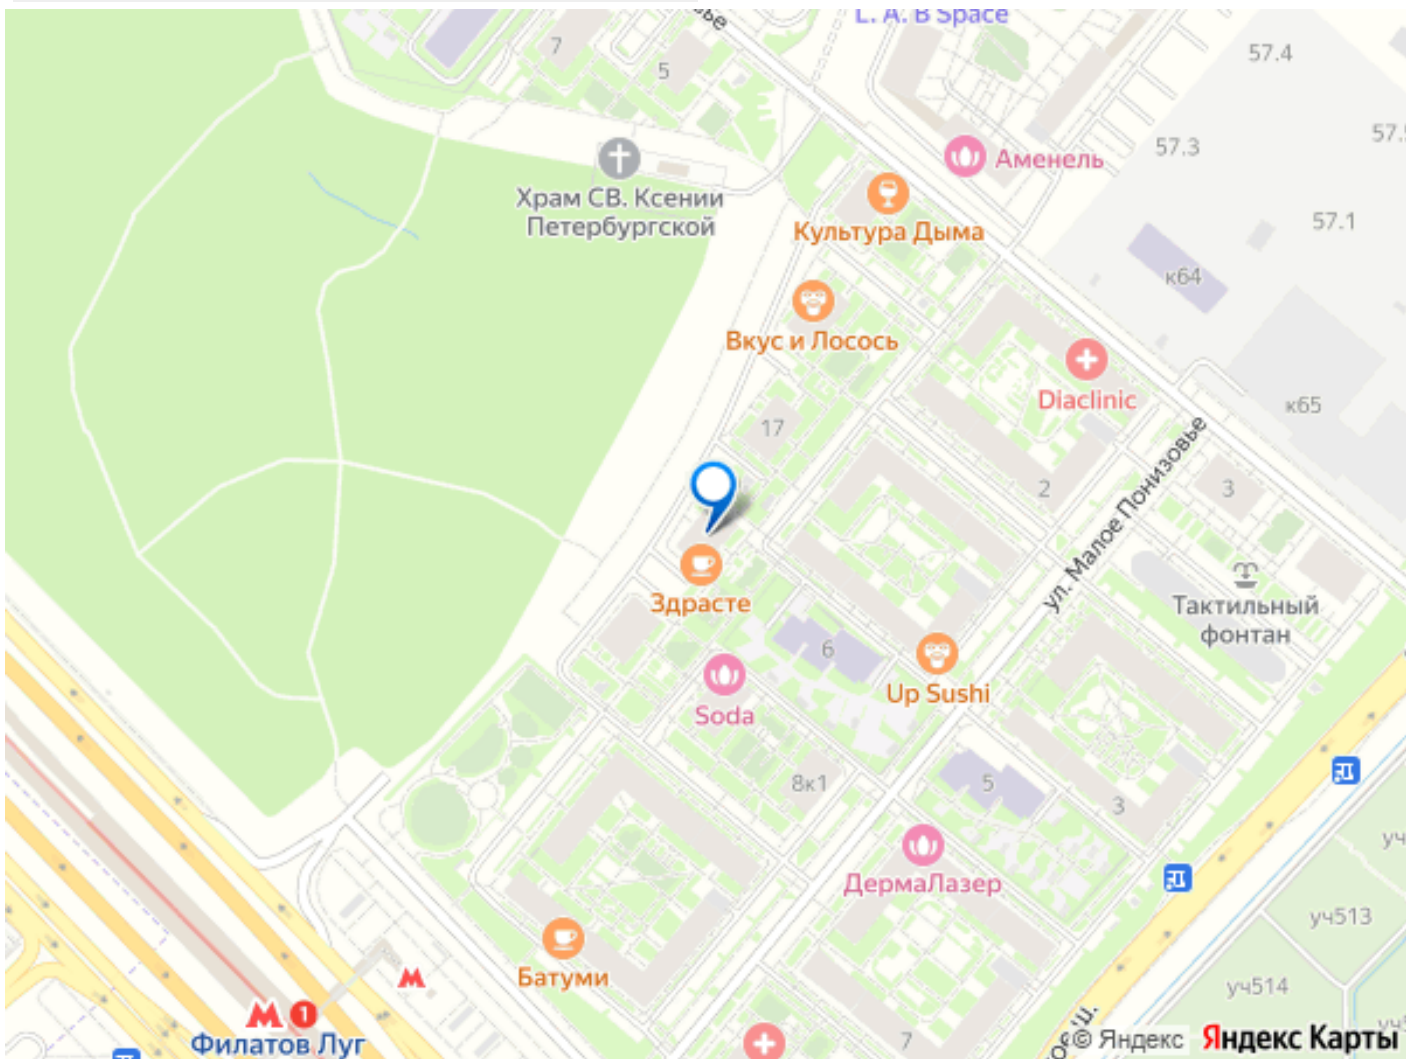 L. A. B Space
7
5
57.4
57.3
57.1
Аменель
Храм СВ. Ксении
Петербургской
Культура Дыма
к64
Вкус и Лосось
Diaclinic
к65
17
2
3
ул. Малое Понизовье
Здрасте
Тактильный
фонтан
6
Up Sushi
Soda
8к1
5
3
ДермаЛазер
уч513
Батуми
уч514
М 1
М
Филатов Луг
7
© Яндекс Яндекс Карты